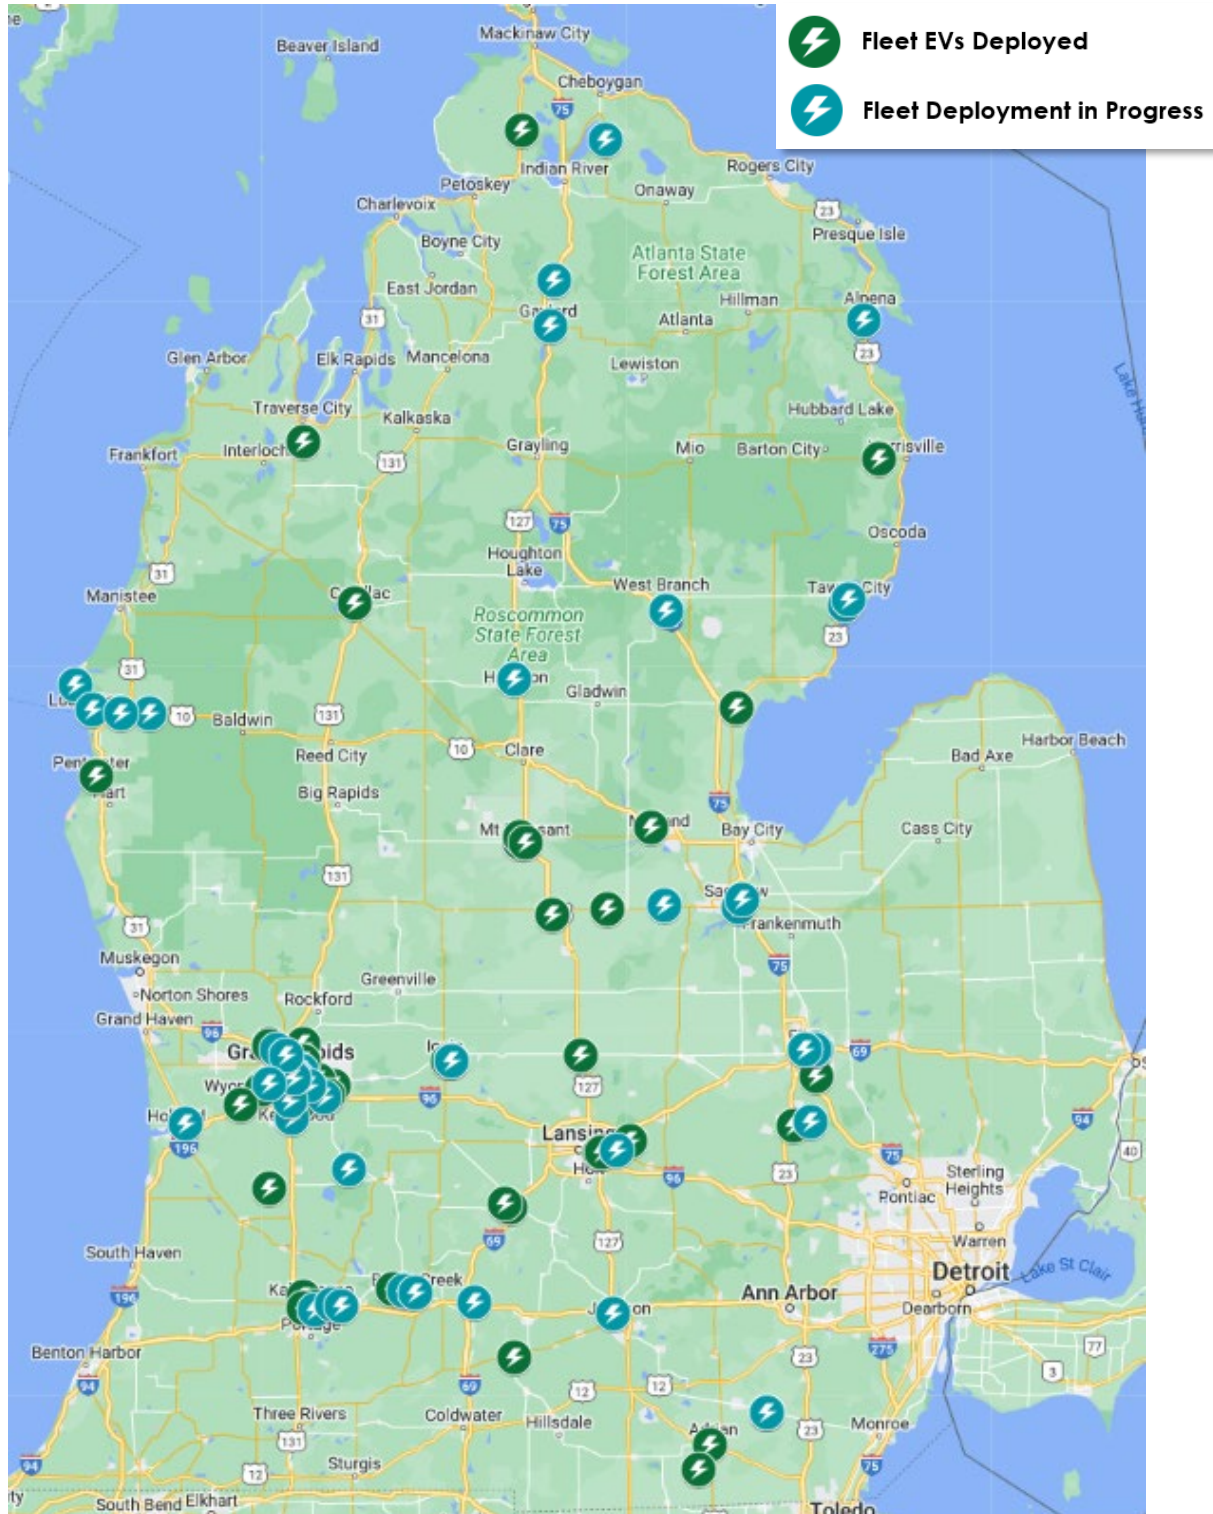 Fleet EVs Deployed
Fleet Deployment in Progress
Mackinaw City
Beaver Island
Cheboygan
75
Indian River
Rogers City
Petoskey
Onaway
Charlevoix
23
Presque Isle
Boyne City
Atlanta State
Forest Area
East Jordan
Hillman
Alpena
31
Atlanta
23
Glen Arbor
Elk Rapids
Mancelona
Lewiston
Traverse City
Kalkaska
Hubbard Lake
Frankfort
131
Grayling
Mio
Barton City
127
75
Oscoda
Houghton
Lake
31
West Branch
Manistee
Roscommon
State Forest
Area
23
31
Gladwin
10
Baldwin
131
10
Clare
Reed City
Harbor Beach
Bad Axe
Big Rapids
75
Bay City
Cass City
131
31
Frankenmuth
Muskegon
75
Greenville
Norton Shores
Rockford
Grand Haven
96
69
127
96
94
196
Lansing
75
40
96
23
Sterling
Heights
Pontiac
69
127
Warren
South Haven
Detroit
Lake St Clair
196
Ann Arbor
Dearborn
Benton Harbor
23
275
77
94
69
12
12
3
Three Rivers
Coldwater
Hillsdale
23
Monroe
131
94
12
Sturgis
75
South Bend
Elkhart
Toledo